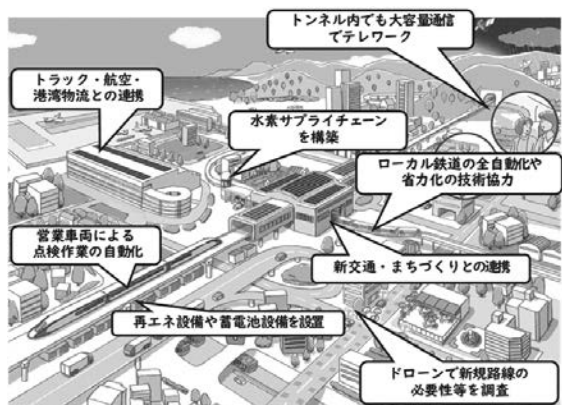 トンネル内でも大容量通信
でテレワーク
トラック・航空・
港湾物流との連携
水素サプライチェーン
を構築
ローカル鉄道の全自動化や
省力化の技術協力
営業車両による
点検作業の自動化
新交通・まちづくりとの連携
再エネ設備や蓄電池設備を設置
ドローンで新規路線の
必要性等を調査